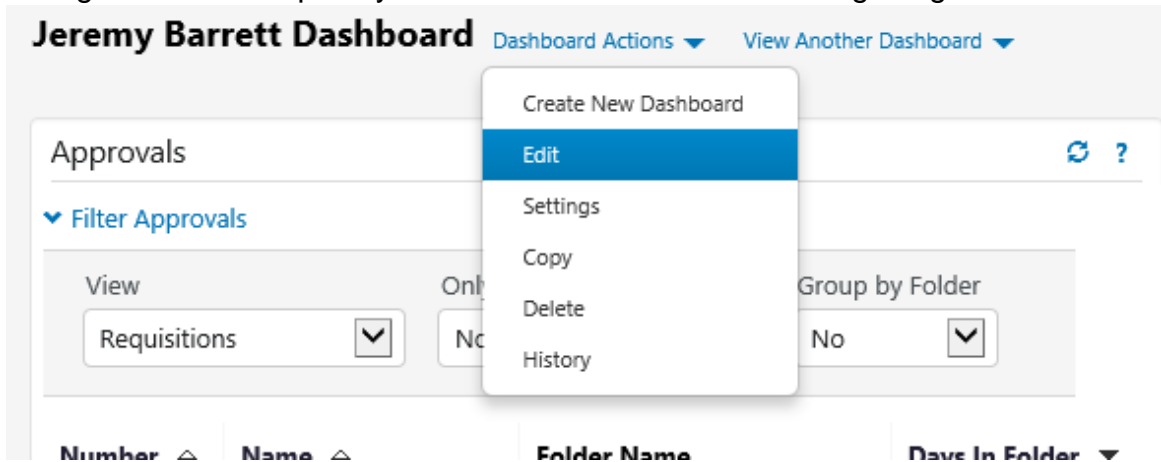 Jeremy Barrett Dashboard Dashboard Actions View Another Dashboard
Create New Dashboard
Approvals Edit ?
Filter Approvals Settings
Copy
View Group by Folder
Delete
Requisitions No
History
Number Name Folder Name Days In Folder